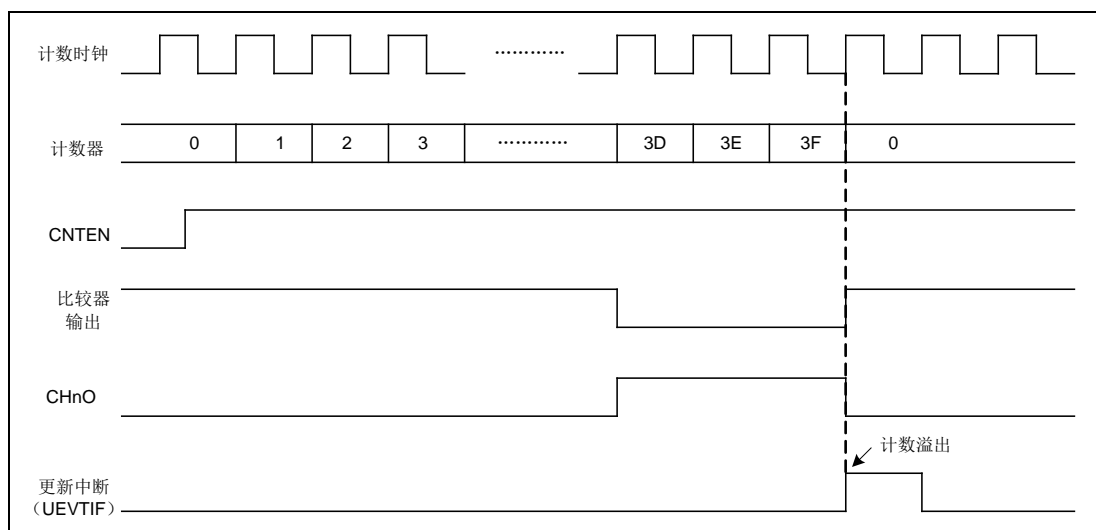 计数时钟 …………
计数器 0 1 2 3 ………… 3D 3E 3F 0
CNTEN
比较器
输出
CHnO
计数溢出
更新中断
（UEVTIF）